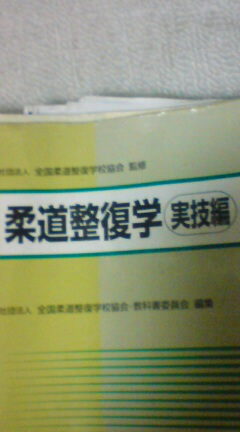 社団法人 全国柔道整復学校協会 監修
柔道整復学 実技編
社団法人 全国柔道整復学校協会・教科書委員会 編集